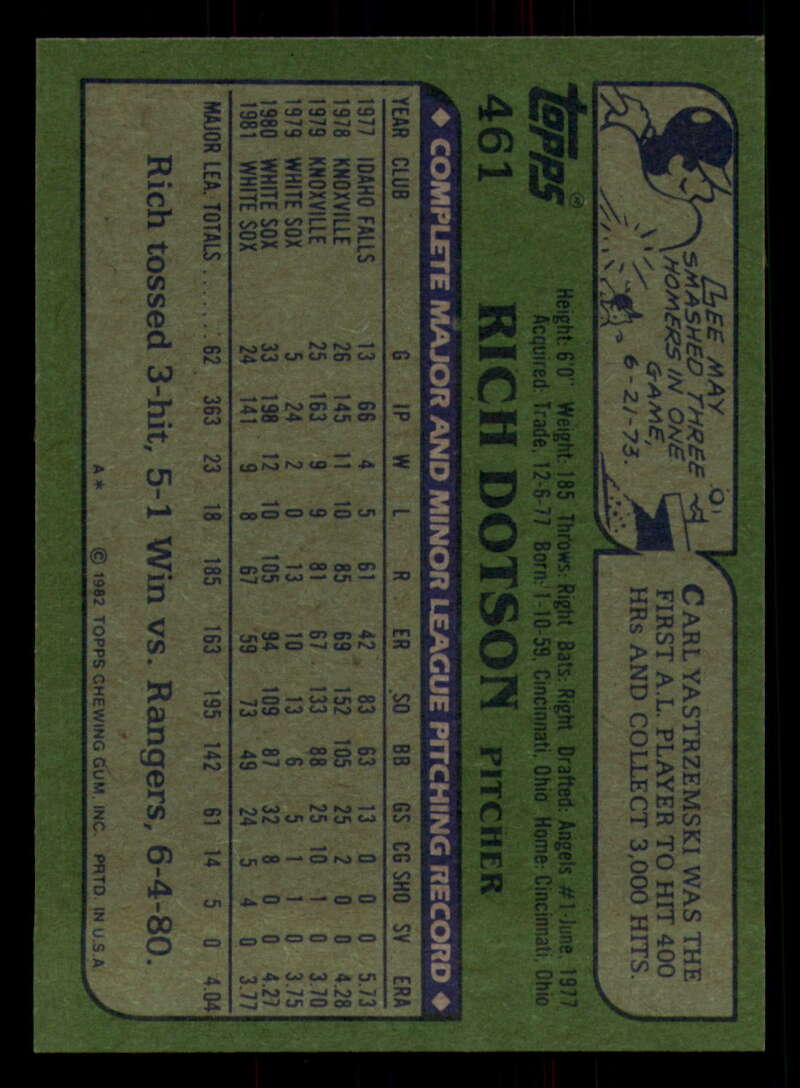 LEE MAY
SMASHED THREE
HOMERS IN ONE
GAME,
6-21-73.
CARL YASTRZEMSKI WAS THE
FIRST A.L. PLAYER TO HIT 400
HRs AND COLLECT 3,000 HITS.
TOPPS®
461 RICH DOTSON PITCHER
Height: 6'0" Weight: 185 Throws: Right Bats: Right Drafted: Angels #1-June, 1977
Acquired: Trade, 12-6-77 Born: 1-10-59, Cincinnati, Ohio Home: Cincinnati, Ohio
◆ COMPLETE MAJOR AND MINOR LEAGUE PITCHING RECORD ◆
YEAR CLUB G IP W L R ER SO BB GS CG SHO SV ERA
1977 IDAHO FALLS 13 66 4 5 61 42 83 63 13 0 0 0 5.73
1978 KNOXVILLE 26 145 11 10 85 69 152 105 25 2 0 0 4.28
1979 KNOXVILLE 25 163 9 9 81 67 133 88 25 10 1 0 3.70
1979 WHITE SOX 5 24 2 0 13 10 13 6 5 1 1 0 3.75
1980 WHITE SOX 33 198 12 10 105 94 109 87 32 8 0 0 4.27
1981 WHITE SOX 24 141 9 8 67 59 73 49 24 5 4 0 3.77
MAJOR LEA. TOTALS ...... 62 363 23 18 185 163 195 142 61 14 5 0 4.04
Rich tossed 3-hit, 5-1 Win vs. Rangers, 6-4-80.
A* © 1982 TOPPS CHEWING GUM, INC. PRTD. IN U.S.A.